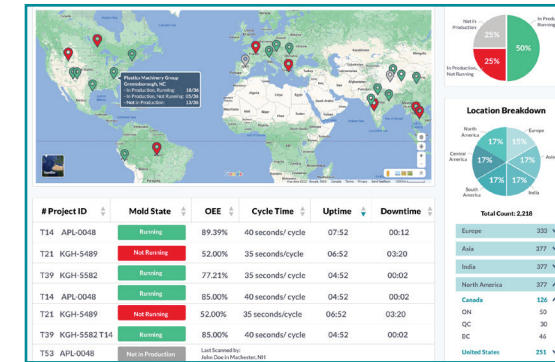 Not in
Production
25%
50%
In Production,
Running
25%
In Production,
Not Running
Plastics Machinery Group
Greensborough, NC
- In Production, Running 18/36
- In Production, Not Running 05/36
- Not in Production 13/36
Location Breakdown
North
America
17%
15%
Europe
Central
America
17%
17%
Asia
17%
17%
South
America
India
Total Count: 2,218
Europe 333
Asia 377
India 377
North America 377
Canada 126
ON 50
QC 30
BC 46
United States 251
# Project ID Mold State OEE Cycle Time Uptime Downtime
T14 APL-0048 Running 89.39% 40 seconds/ cycle 07:52 00:12
T21 KGH-5489 Not Running 52.00% 35 seconds/ cycle 06:52 03:20
T39 KGH-5582 Running 77.21% 35 seconds/ cycle 04:52 00:02
T14 APL-0048 Running 85.00% 40 seconds/ cycle 04:52 00:02
T21 KGH-5489 Not Running 52.00% 35 seconds/cycle 06:52 03:20
T39 KGH-5582 T14 Running 85.00% 40 seconds/ cycle 04:52 00:02
T53 APL-0048 Not in Production Last Scanned by:
John Doe in Machester, NH